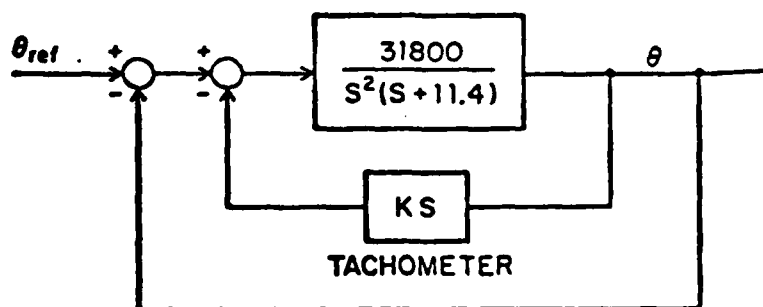 θref
+
-
+
-
31800
S²(S+11.4)
θ
KS
TACHOMETER